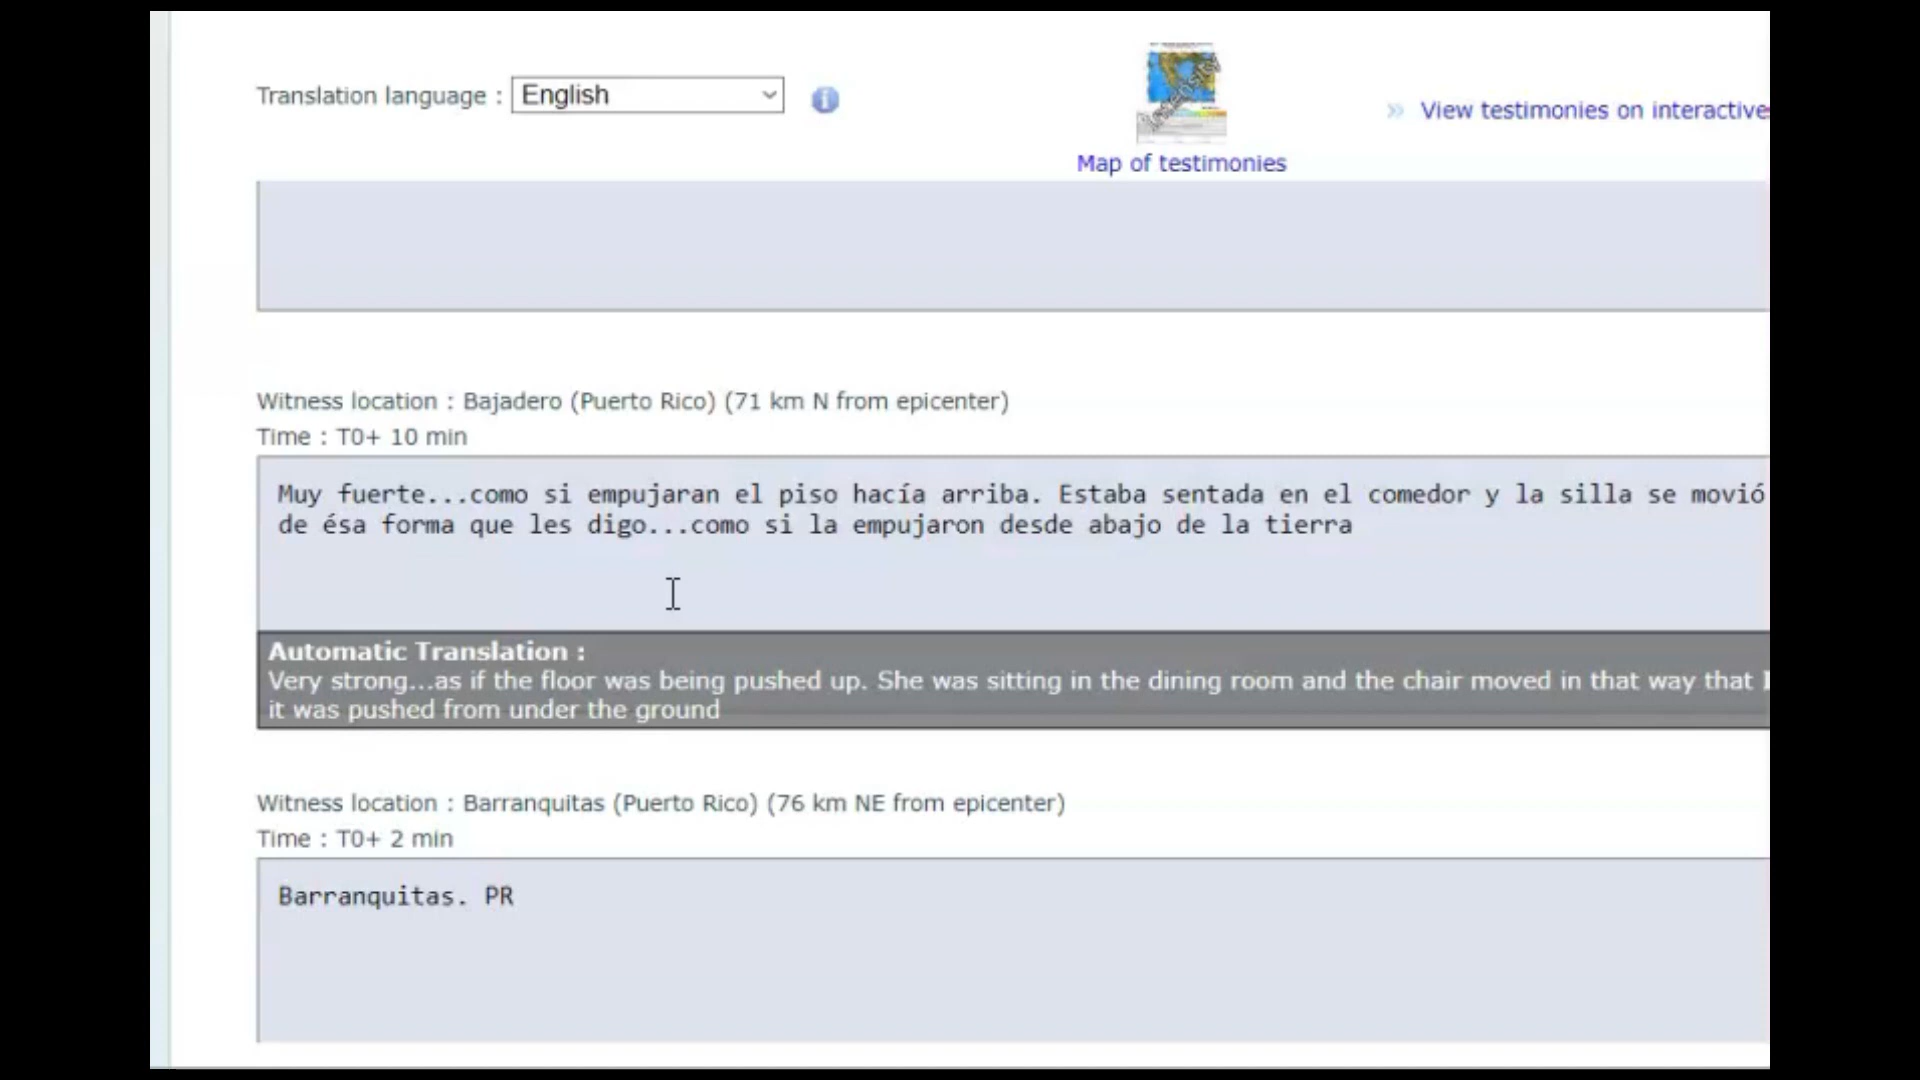 Translation language : English
Map of testimonies
» View testimonies on interactive
Witness location : Bajadero (Puerto Rico) (71 km N from epicenter)
Time : T0+ 10 min
Muy fuerte...como si empujaran el piso hacía arriba. Estaba sentada en el comedor y la silla se movió
de ésa forma que les digo...como si la empujaron desde abajo de la tierra
Automatic Translation :
Very strong...as if the floor was being pushed up. She was sitting in the dining room and the chair moved in that way that I
it was pushed from under the ground
Witness location : Barranquitas (Puerto Rico) (76 km NE from epicenter)
Time : T0+ 2 min
Barranquitas. PR